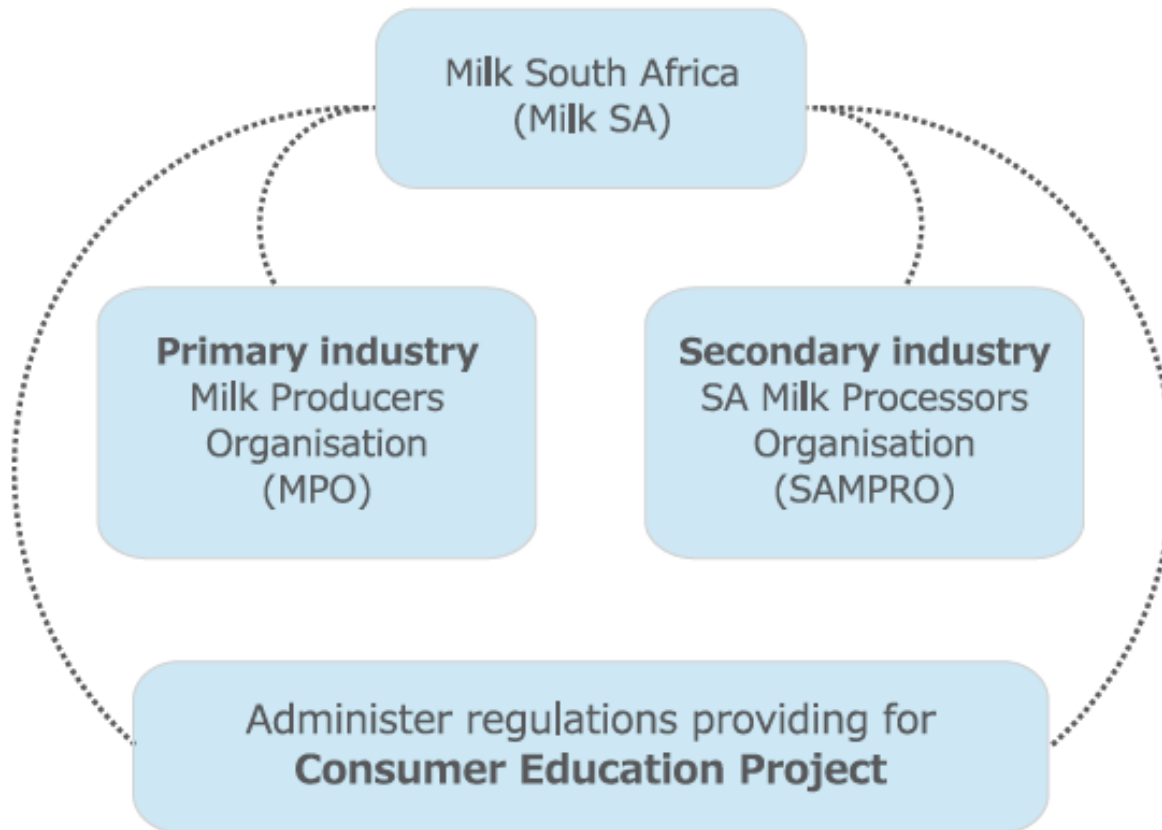 Milk South Africa
(Milk SA)
Primary industry
Milk Producers
Organisation
(MPO)
Secondary industry
SA Milk Processors
Organisation
(SAMPRO)
Administer regulations providing for
Consumer Education Project